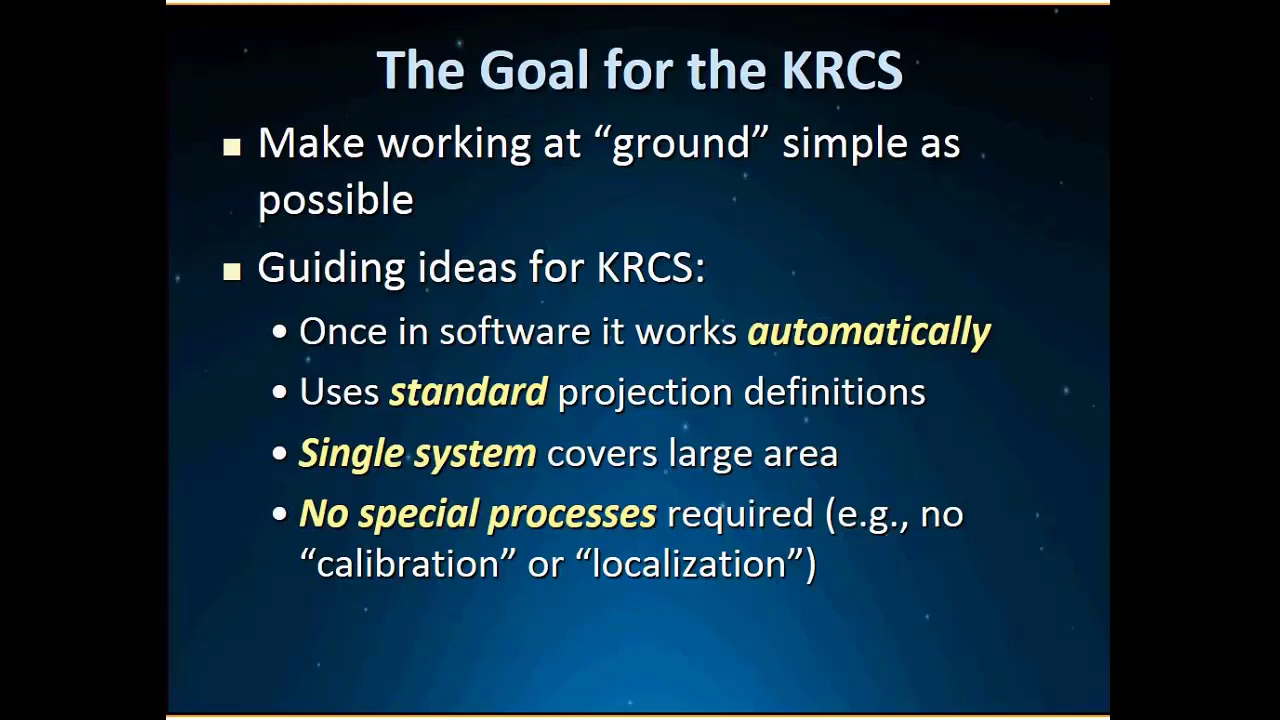 The Goal for the KRCS
Make working at “ground” simple as
possible
Guiding ideas for KRCS:
• Once in software it works automatically
• Uses standard projection definitions
• Single system covers large area
• No special processes required (e.g., no
“calibration” or “localization”)